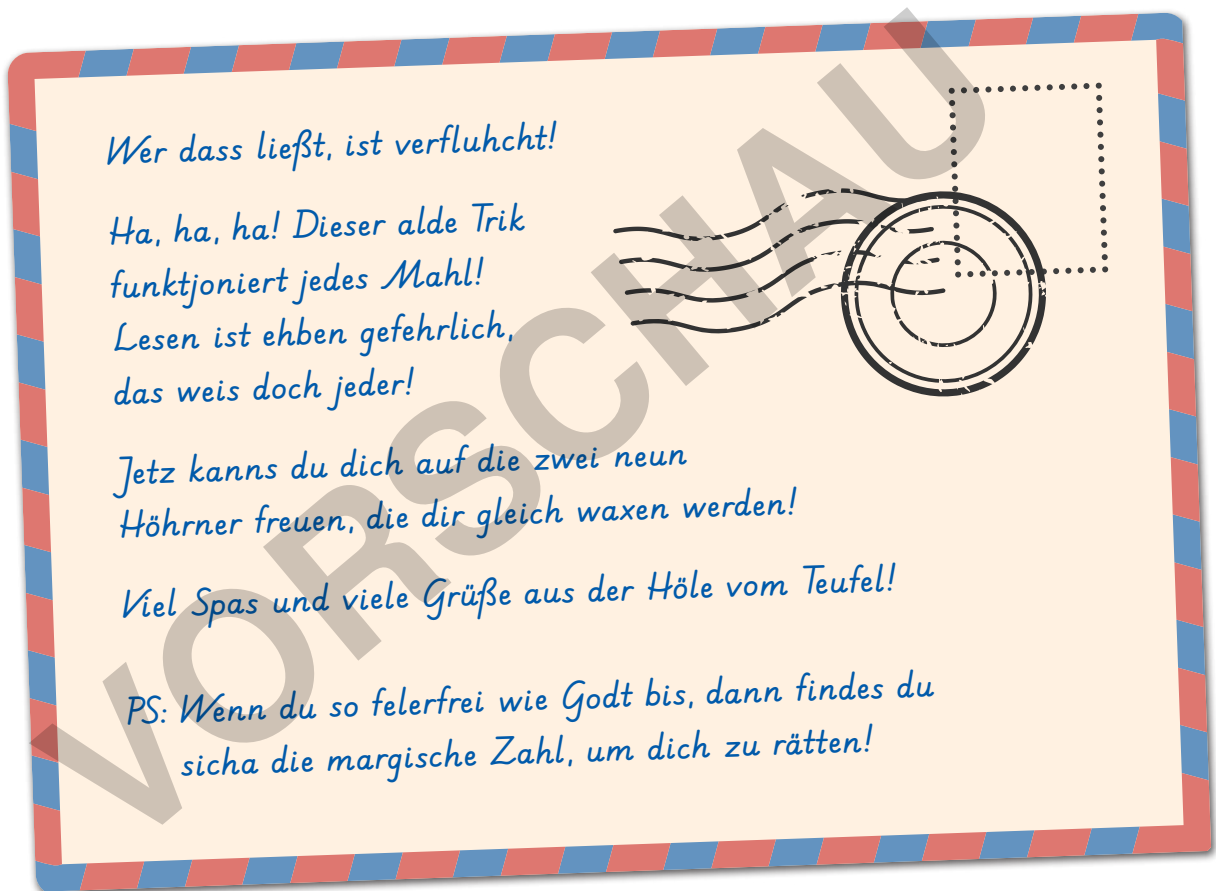 Wer dass ließt, ist verfluhcht!
Ha, ha, ha! Dieser alde Trik
funktjoniert jedes Mahl!
Lesen ist ehben gefehrlich,
das weis doch jeder!
Jetz kanns du dich auf die zwei neun
Höhrner freuen, die dir gleich waxen werden!
Viel Spas und viele Grüße aus der Höle vom Teufel!
PS: Wenn du so felerfrei wie Godt bis, dann findes du
sicha die margische Zahl, um dich zu rätten!
VORSCHAU